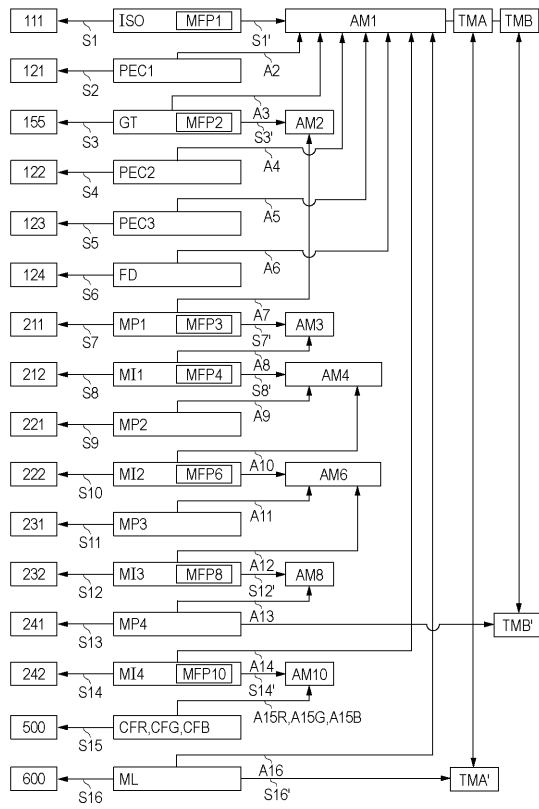 111 ISO MFP1 AM1 TMA TMB
S1 S1'
121 PEC1 A2
S2
A3
155 GT MFP2 AM2
S3 S3'
122 PEC2 A4
S4
123 PEC3 A5
S5
124 FD A6
S6
211 MP1 MFP3 A7 AM3
S7 S7'
212 MI1 MFP4 A8 AM4
S8 S8'
221 MP2 A9
S9
222 MI2 MFP6 A10 AM6
S10
231 MP3 A11
S11
232 MI3 MFP8 A12 AM8
S12 S12'
241 MP4 A13 TMB'
S13
242 MI4 MFP10 A14 AM10
S14 S14'
500 CFR,CFG,CFB A15R,A15G,A15B
S15
600 ML A16 TMA'
S16 S16'